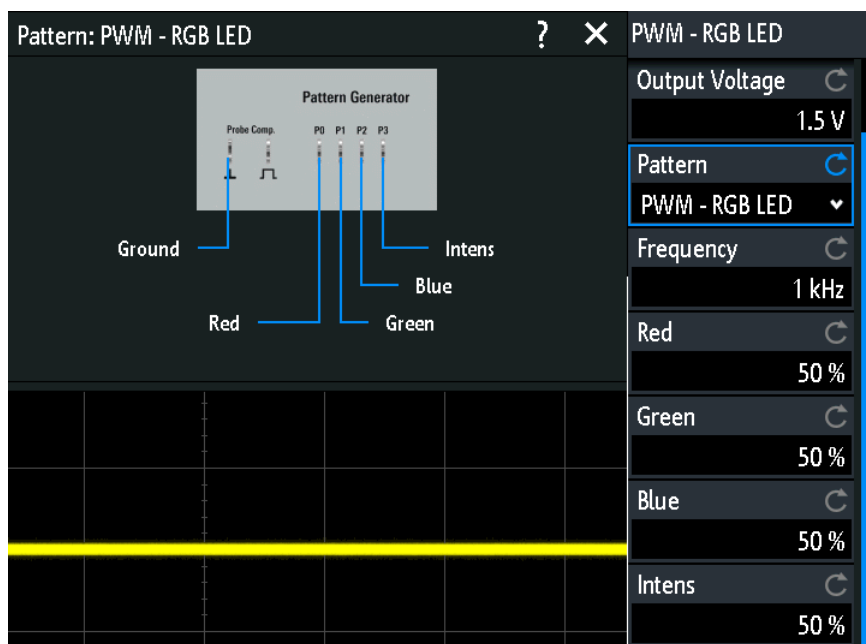 Pattern: PWM - RGB LED ? ✕
Pattern Generator
Probe Comp. P0 P1 P2 P3
Ground
Intens
Blue
Red
Green
PWM - RGB LED
Output Voltage
1.5 V
Pattern
PWM - RGB LED
Frequency
1 kHz
Red
50 %
Green
50 %
Blue
50 %
Intens
50 %